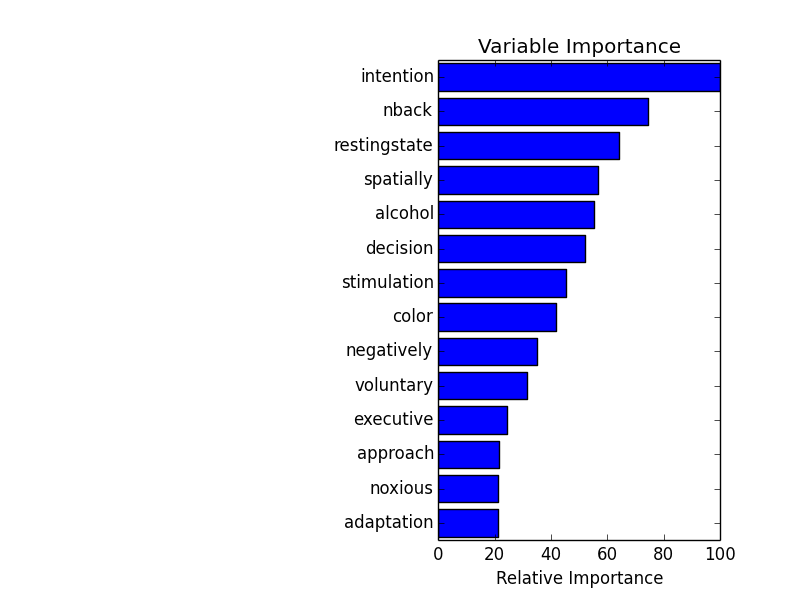 Variable Importance
intention
nback
restingstate
spatially
alcohol
decision
stimulation
color
negatively
voluntary
executive
approach
noxious
adaptation
0 20 40 60 80 100
Relative Importance